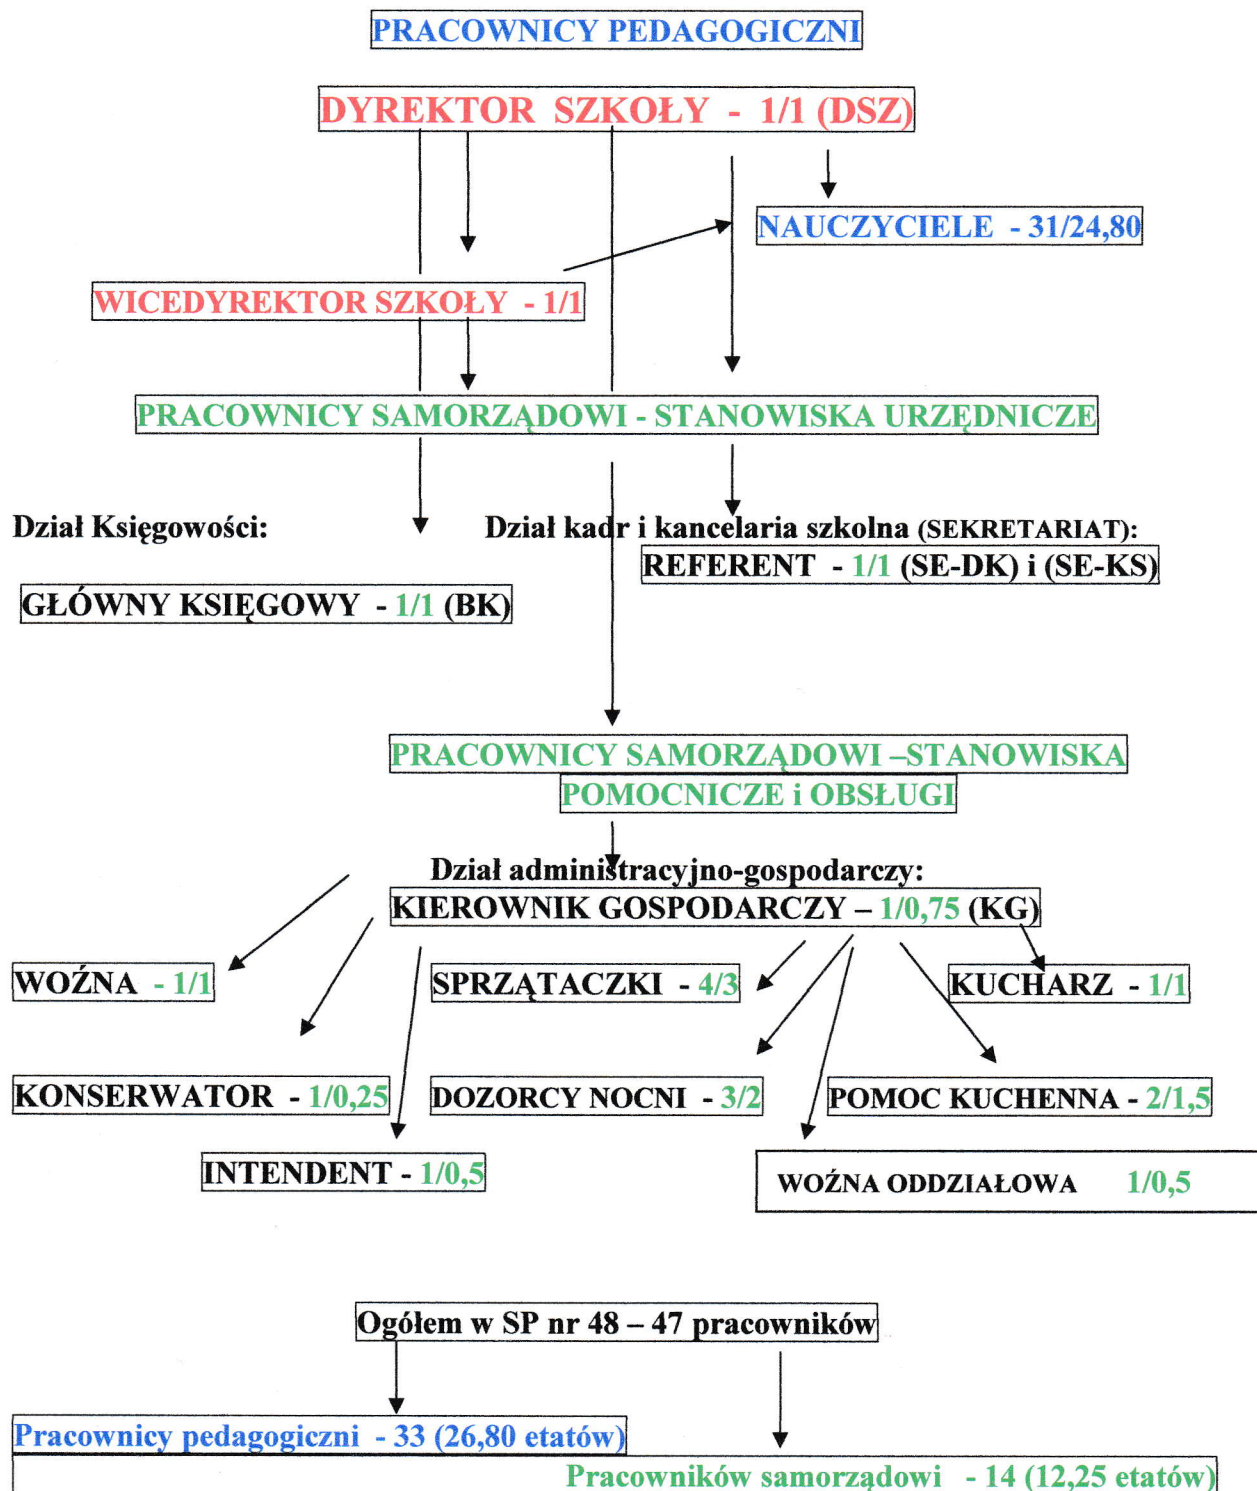 PRACOWNICY PEDAGOGICZNI
DYREKTOR SZKOŁY - 1/1 (DSZ)
NAUCZYCIELE - 31/24,80
WICEDYREKTOR SZKOŁY - 1/1
PRACOWNICY SAMORZĄDOWI - STANOWISKA URZĘDNICZE
Dział Księgowości:
Dział kadr i kancelaria szkolna (SEKRETARIAT):
REFERENT - 1/1 (SE-DK) i (SE-KS)
GŁÓWNY KSIĘGOWY - 1/1 (BK)
PRACOWNICY SAMORZĄDOWI –STANOWISKA
POMOCNICZE i OBSŁUGI
Dział administracyjno-gospodarczy:
KIEROWNIK GOSPODARCZY – 1/0,75 (KG)
WOŹNA - 1/1
SPRZĄTACZKI - 4/3
KUCHARZ - 1/1
KONSERWATOR - 1/0,25
DOZORCY NOCNI - 3/2
POMOC KUCHENNA - 2/1,5
INTENDENT - 1/0,5
WOŹNA ODDZIAŁOWA 1/0,5
Ogółem w SP nr 48 – 47 pracowników
Pracownicy pedagogiczni - 33 (26,80 etatów)
Pracowników samorządowi - 14 (12,25 etatów)